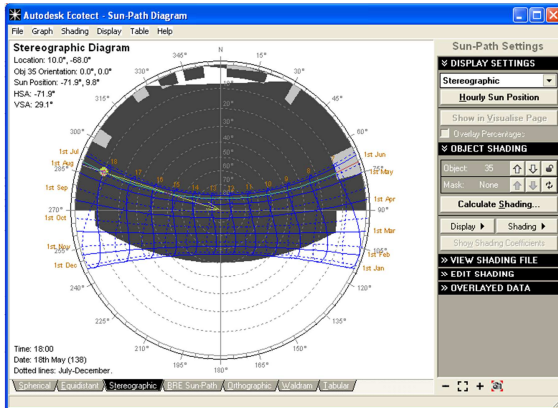 Autodesk Ecotect - Sun-Path Diagram
File Graph Shading Display Table Help
Stereographic Diagram
Location: 10.0°, -68.0°
Obj 35 Orientation: 0.0°, 0.0°
Sun Position: -71.9°, 9.8°
HSA: -71.9°
VSA: 29.1°
N
345° 15°
330° 30°
315° 45°
300° 60°
285° 75°
270° 90°
255° 105°
240° 120°
225° 135°
210° 150°
195° 165°
180°
1st Jul
1st Aug
1st Sep
1st Oct
1st Nov
1st Dec
1st Jun
1st May
1st Apr
1st Mar
1st Feb
1st Jan
Time: 18:00
Date: 18th May (138)
Dotted lines: July-December.
Spherical Equidistant Stereographic BRE Sun-Path Orthographic Waldram Tabular
Sun-Path Settings
DISPLAY SETTINGS
Stereographic
Hourly Sun Position
Show in Visualise Page
Overlay Percentages
OBJECT SHADING
Object: 35
Mask: None
Calculate Shading...
Display Shading
Show Shading Coefficients
VIEW SHADING FILE
EDIT SHADING
OVERLAYED DATA